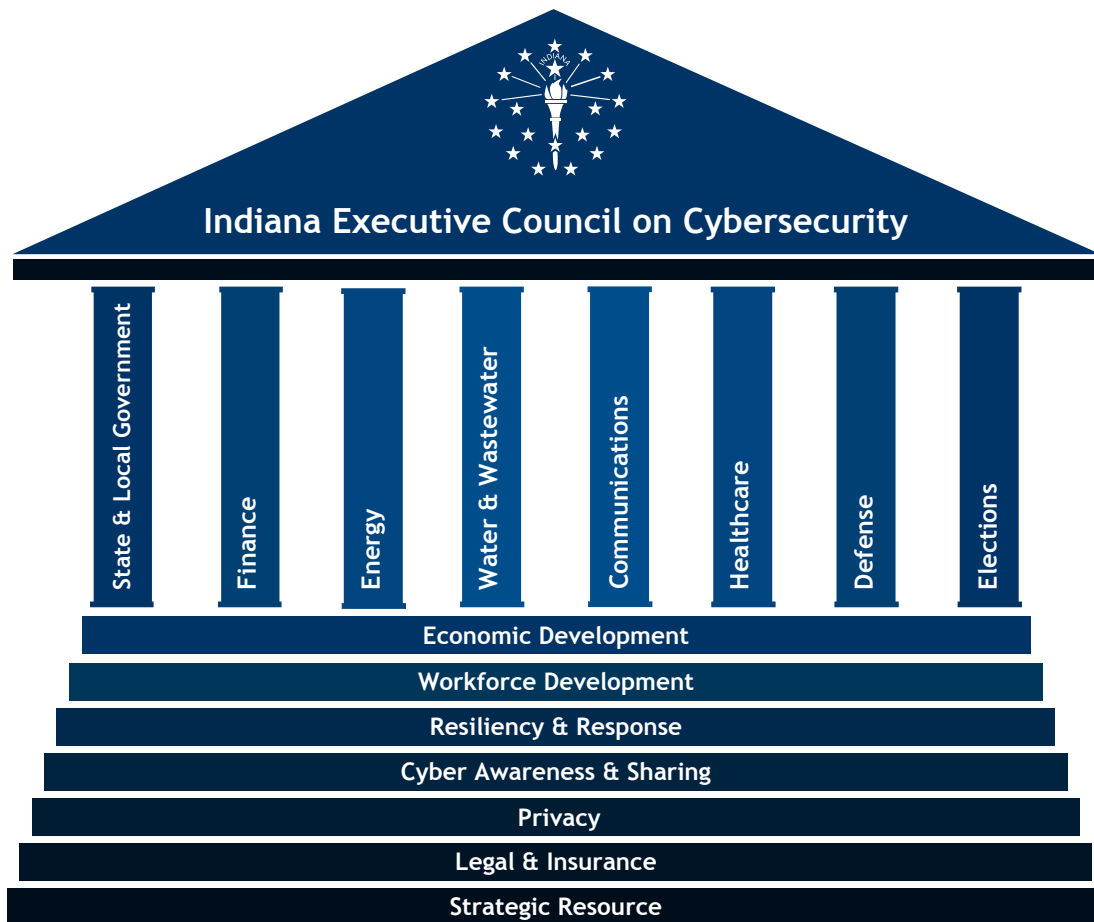 INDIANA
Indiana Executive Council on Cybersecurity
State & Local Government
Finance
Energy
Water & Wastewater
Communications
Healthcare
Defense
Elections
Economic Development
Workforce Development
Resiliency & Response
Cyber Awareness & Sharing
Privacy
Legal & Insurance
Strategic Resource